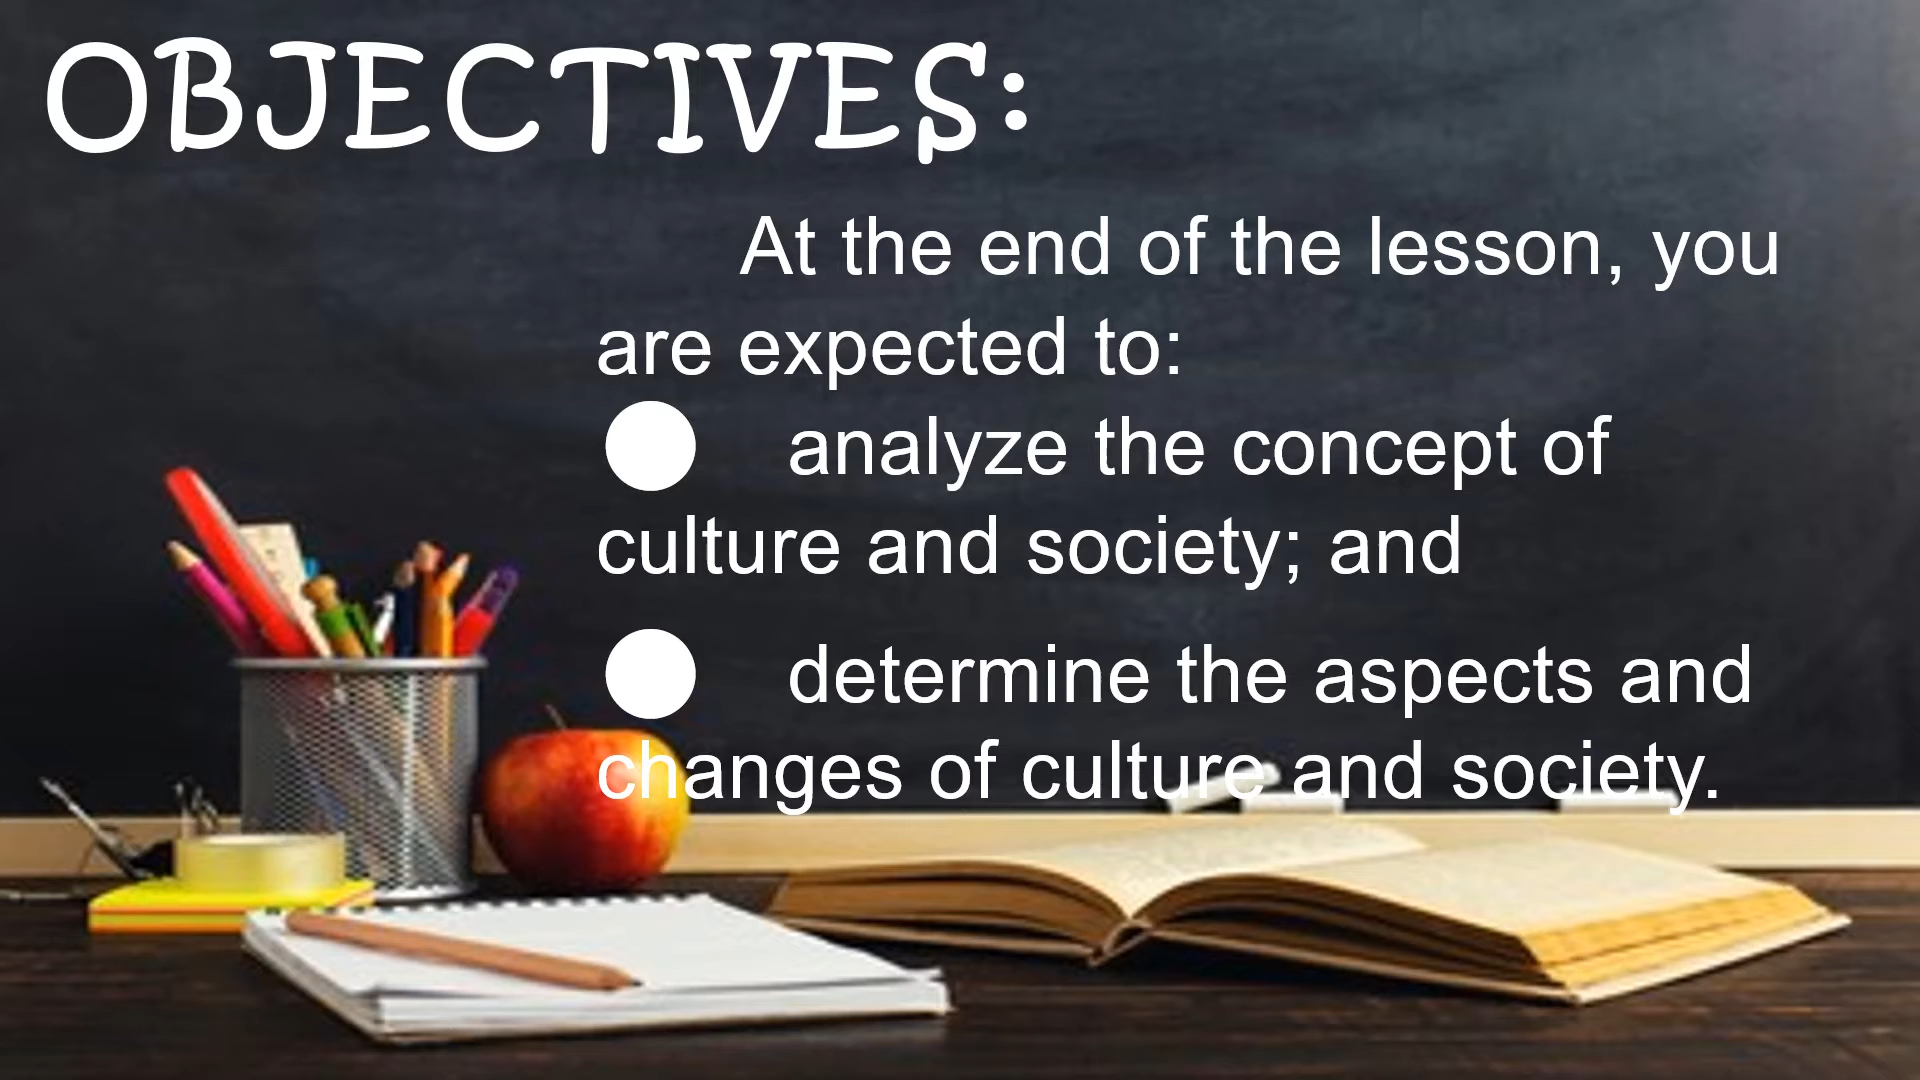 OBJECTIVES:
At the end of the lesson, you
are expected to:
● analyze the concept of
culture and society; and
● determine the aspects and
changes of culture and society.